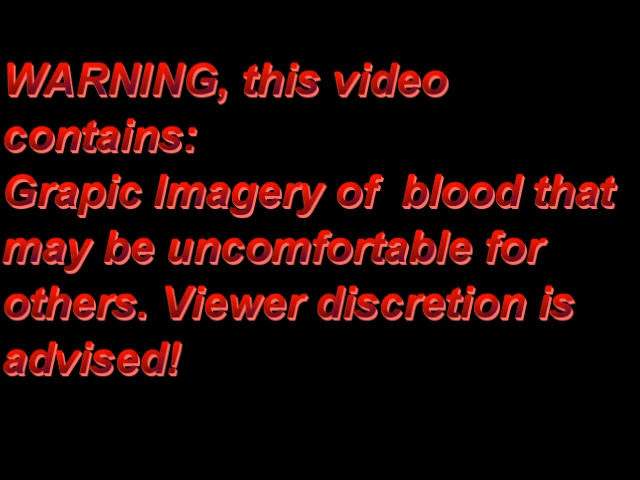 WARNING, this video
contains:
Grapic Imagery of  blood that
may be uncomfortable for
others. Viewer discretion is
advised!